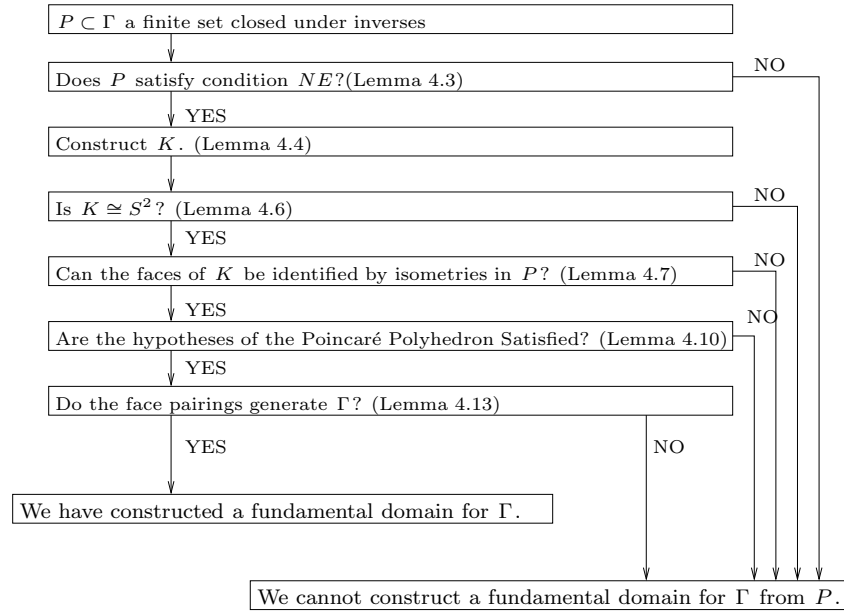 P ⊂ Γ a finite set closed under inverses
Does P satisfy condition NE?(Lemma 4.3)
NO
YES
Construct K. (Lemma 4.4)
Is K ≅ S²? (Lemma 4.6)
NO
YES
Can the faces of K be identified by isometries in P? (Lemma 4.7)
NO
YES
Are the hypotheses of the Poincaré Polyhedron Satisfied? (Lemma 4.10)
NO
YES
Do the face pairings generate Γ? (Lemma 4.13)
YES
NO
We have constructed a fundamental domain for Γ.
We cannot construct a fundamental domain for Γ from P.